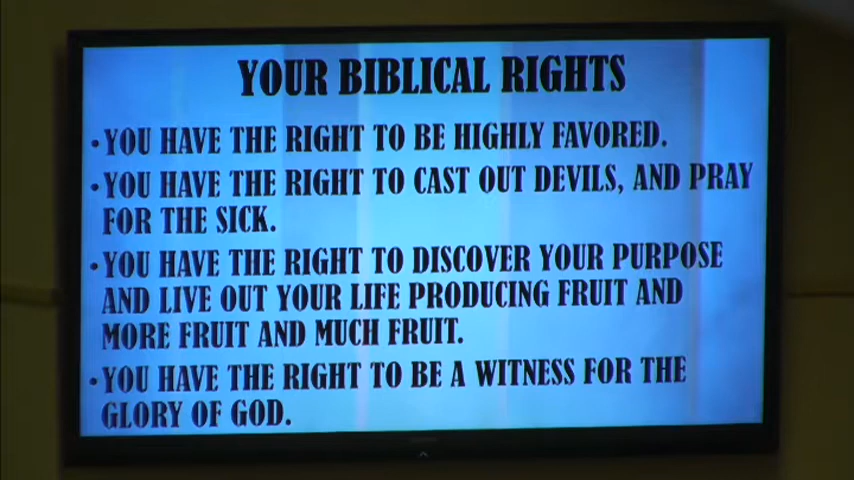 YOUR BIBLICAL RIGHTS
•YOU HAVE THE RIGHT TO BE HIGHLY FAVORED.
•YOU HAVE THE RIGHT TO CAST OUT DEVILS, AND PRAY
FOR THE SICK.
•YOU HAVE THE RIGHT TO DISCOVER YOUR PURPOSE
AND LIVE OUT YOUR LIFE PRODUCING FRUIT AND
MORE FRUIT AND MUCH FRUIT.
•YOU HAVE THE RIGHT TO BE A WITNESS FOR THE
GLORY OF GOD.